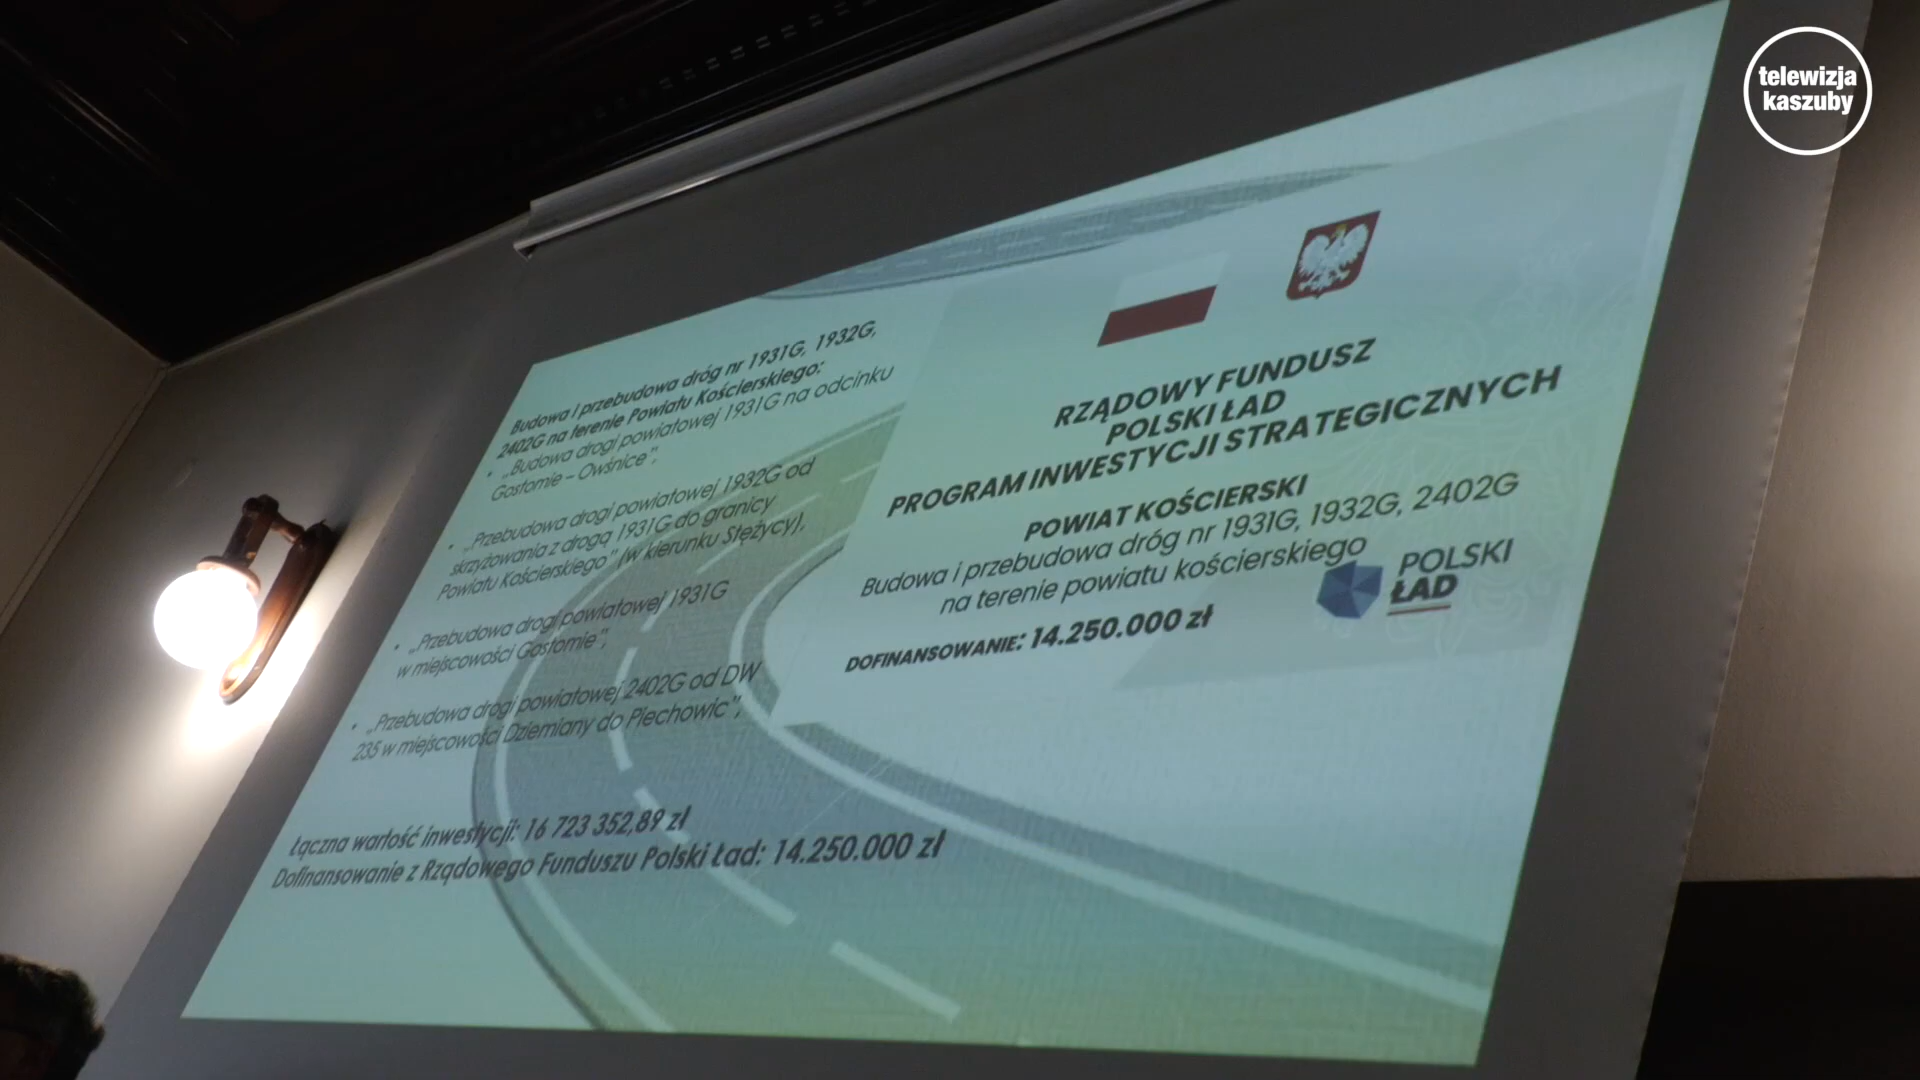 telewizja
kaszuby
Budowa i przebudowa dróg nr 1931G, 1932G,
2402G na terenie Powiatu Kościerskiego:
• „Budowa drogi powiatowej 1931G na odcinku
Gostomie – Owśnice”,
• „Przebudowa drogi powiatowej 1932G od
skrzyżowania z drogą 1931G do granicy
Powiatu Kościerskiego” (w kierunku Stężycy),
• „Przebudowa drogi powiatowej 1931G
w miejscowości Gostomie”,
• „Przebudowa drogi powiatowej 2402G od DW
235 w miejscowości Dziemiany do Piechowic”,
Łączna wartość inwestycji: 16 723 352,89 zł
Dofinansowanie z Rządowego Funduszu Polski Ład: 14.250.000 zł
RZĄDOWY FUNDUSZ
POLSKI ŁAD
PROGRAM INWESTYCJI STRATEGICZNYCH
POWIAT KOŚCIERSKI
Budowa i przebudowa dróg nr 1931G, 1932G, 2402G
na terenie powiatu kościerskiego
DOFINANSOWANIE: 14.250.000 zł
POLSKI
ŁAD